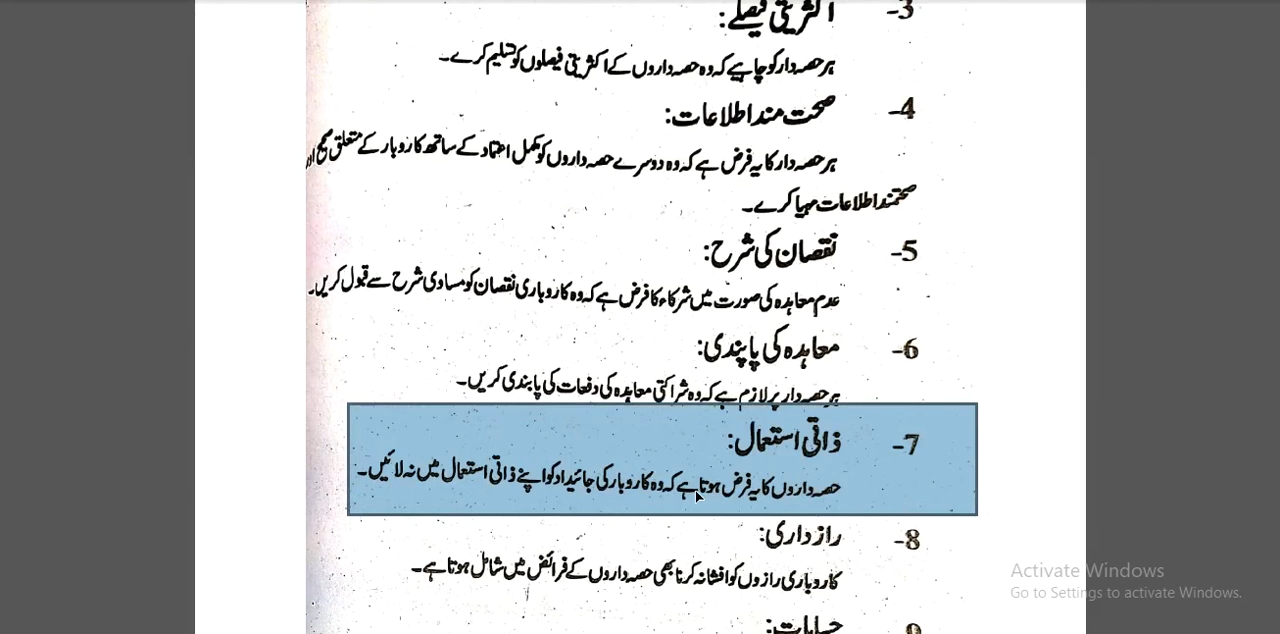 3- اکثریتی فیصلے:
ہر حصہ دار کو چاہیے کہ وہ حصہ داروں کے اکثریتی فیصلوں کو تسلیم کرے۔
4- صحت مند اطلاعات:
ہر حصہ دار کا یہ فرض ہے کہ وہ دوسرے حصہ داروں کو مکمل اعتماد کے ساتھ کاروبار کے متعلق صحیح اور
صحتمند اطلاعات مہیا کرے۔
5- نقصان کی شرح:
عدم معاہدہ کی صورت میں شرکاء کا فرض ہے کہ وہ کاروباری نقصان کو مساوی شرح سے قبول کریں۔
6- معاہدہ کی پابندی:
ہر حصہ دار پر لازم ہے کہ وہ شراکتی معاہدہ کی دفعات کی پابندی کریں۔
7- ذاتی استعمال:
حصہ داروں کا یہ فرض ہوتا ہے کہ وہ کاروبار کی جائیداد کو اپنے ذاتی استعمال میں نہ لائیں۔
8- رازداری:
کاروباری رازوں کو افشا نہ کرنا بھی حصہ داروں کے فرائض میں شامل ہوتا ہے۔
9- حسابات:
Activate Windows
Go to Settings to activate Windows.